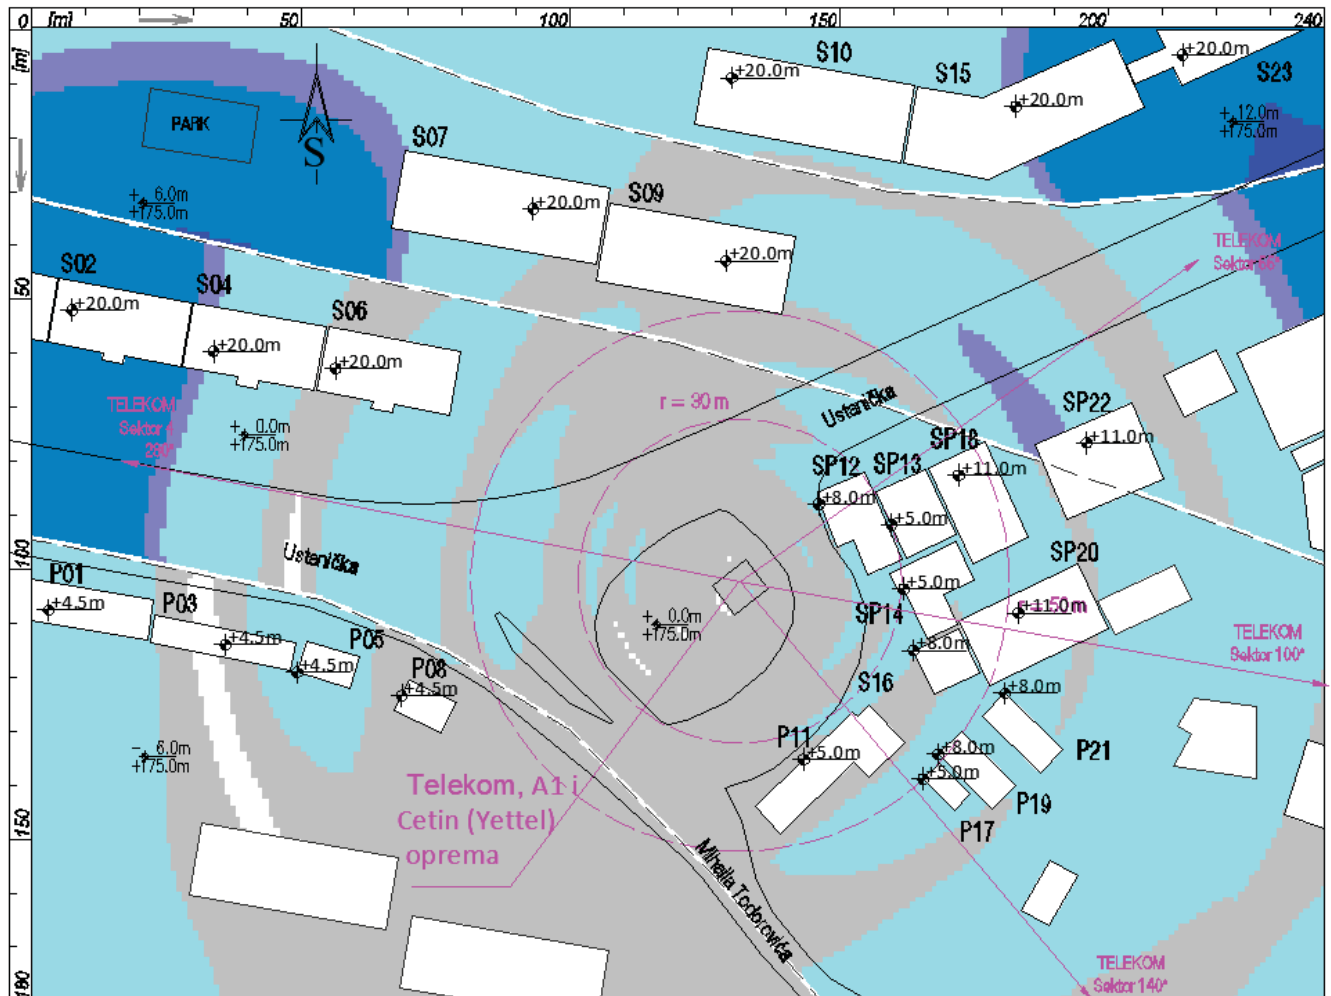 0 [m] 50 100 150 200 240
[m]
S10
S15
S23
+20.0m
+20.0m
+20.0m
+20.0m
+ 12.0m
+175.0m
PARK
S
S07
+ 6.0m
+175.0m
+20.0m
S09
+20.0m
TELEKOM
S02
S04
S06
50
+20.0m
+20.0m
+20.0m
r = 30 m
Ustanička
TELEKOM
Sektor
260°
+ 0.0m
+175.0m
SP22
+11.0m
SP18
+11.0m
SP13
SP12
+8.0m
+5.0m
100
Ustanička
P01
+4.5m
P03
+4.5m
P05
+4.5m
P08
+4.5m
+ 0.0m
+175.0m
+5.0m
SP14
SP20
+11.0m
50m
+8.0m
TELEKOM
Sektor 100°
S16
+8.0m
P21
P11
+5.0m
+8.0m
+5.0m
P19
P17
- 6.0m
+175.0m
Telekom, A1 i
Cetin (Yettel)
oprema
150
Mihaila Todorovića
TELEKOM
Sektor 140°
180